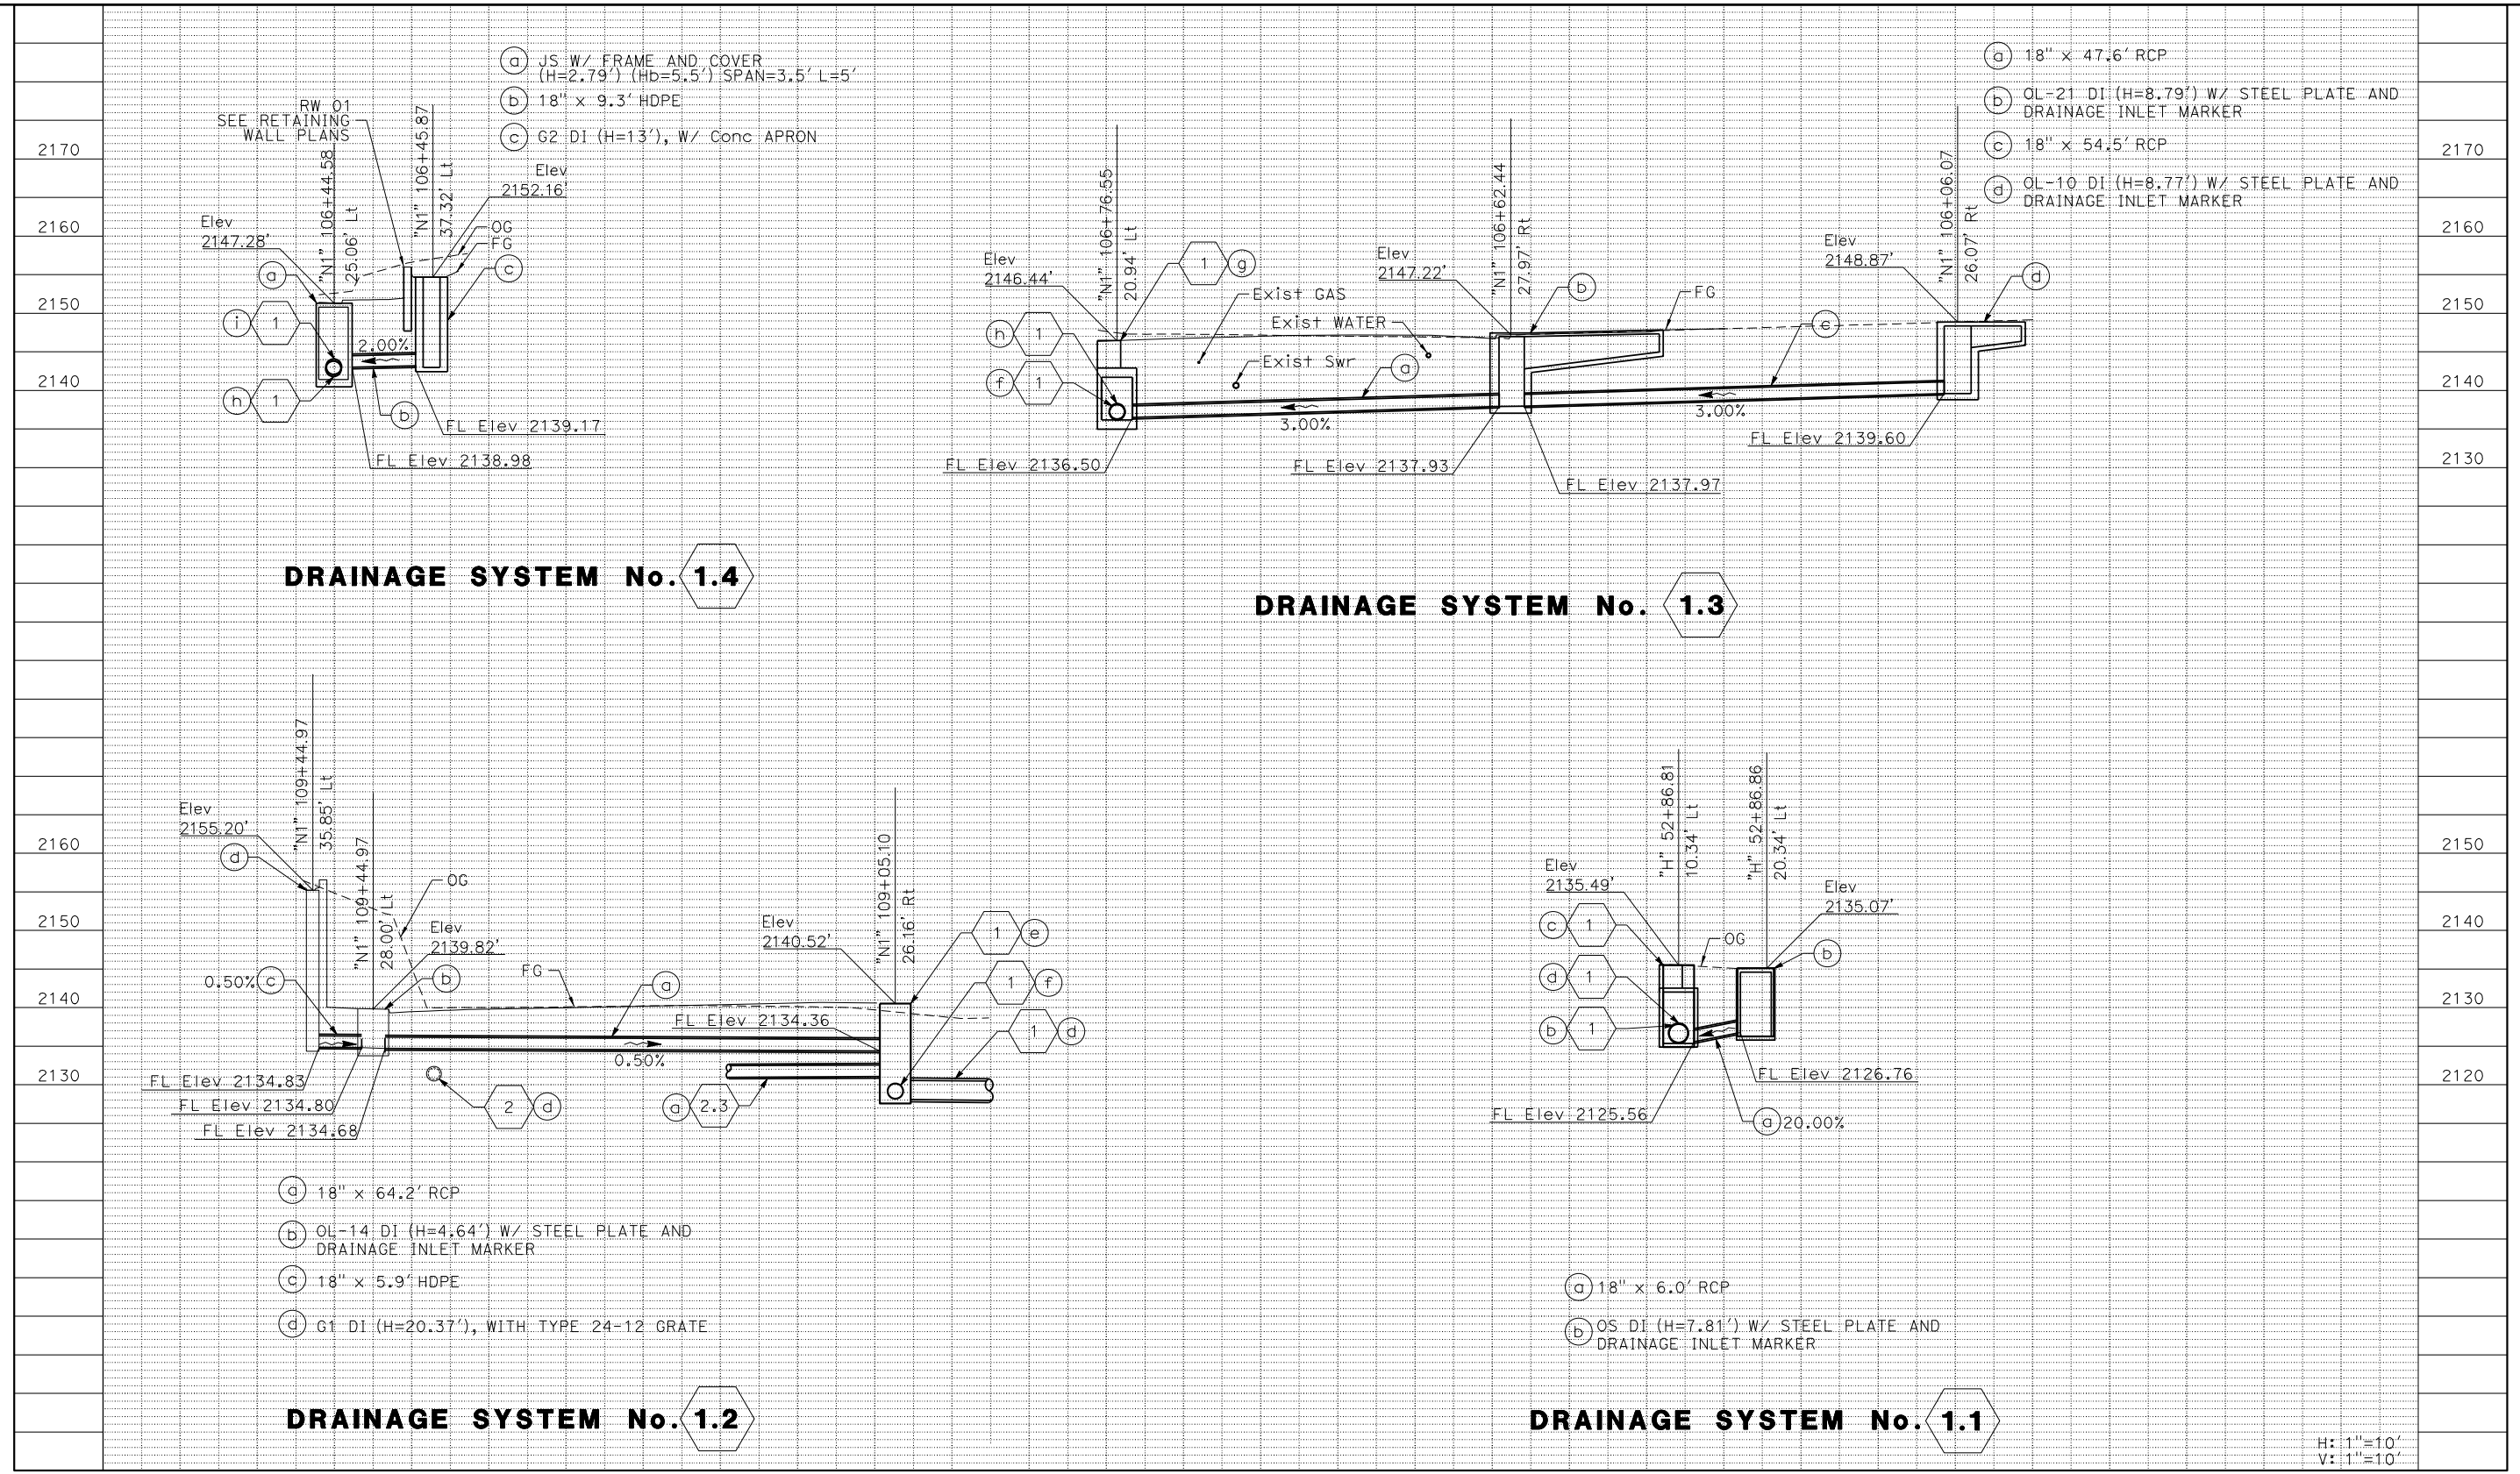 2170
2160
2150
2140
2130
a JS W/ FRAME AND COVER
(H=2.79') (Hb=5.5') SPAN=3.5' L=5'
b 18" x 9.3' HDPE
c G2 DI (H=13'), W/ Conc APRON
RW 01
SEE RETAINING
WALL PLANS
"N1" 106+44.58
25.06' Lt
"N1" 106+45.87
37.32' Lt
Elev
2152.16'
OG
FG
c
Elev
2147.28'
a
i 1
h 1
2.00%
b
FL Elev 2139.17
FL Elev 2138.98
DRAINAGE SYSTEM No. 1.4
a 18" x 47.6' RCP
b OL-21 DI (H=8.79') W/ STEEL PLATE AND
DRAINAGE INLET MARKER
c 18" x 54.5' RCP
d OL-10 DI (H=8.77') W/ STEEL PLATE AND
DRAINAGE INLET MARKER
2170
2160
2150
2140
2130
"N1" 106+76.55
20.94' Lt
Elev
2146.44'
1 g
h 1
f 1
Exist GAS
Exist WATER
Exist Swr
a
Elev
2147.22'
"N1" 106+62.44
27.97' Rt
b
FG
c
Elev
2148.87'
"N1" 106+06.07
26.07' Rt
d
3.00%
3.00%
FL Elev 2136.50
FL Elev 2137.93
FL Elev 2137.97
FL Elev 2139.60
DRAINAGE SYSTEM No. 1.3
2160
2150
2140
2130
"N1" 109+44.97
35.85' Lt
Elev
2155.20'
d
"N1" 109+44.97
28.00' Lt
OG
Elev
2139.82'
b
0.50% c
FG
a
Elev
2140.52'
"N1" 109+05.10
26.16' Rt
1 e
1 f
1 d
FL Elev 2134.36
0.50%
FL Elev 2134.83
FL Elev 2134.80
FL Elev 2134.68
2 d
a 2.3
a 18" x 64.2' RCP
b OL-14 DI (H=4.64') W/ STEEL PLATE AND
DRAINAGE INLET MARKER
c 18" x 5.9' HDPE
d G1 DI (H=20.37'), WITH TYPE 24-12 GRATE
DRAINAGE SYSTEM No. 1.2
2150
2140
2130
2120
"H" 52+86.81
10.34' Lt
"H" 52+86.86
20.34' Lt
Elev
2135.49'
Elev
2135.07'
c 1
d 1
b 1
OG
b
FL Elev 2126.76
FL Elev 2125.56
a 20.00%
a 18" x 6.0' RCP
b OS DI (H=7.81') W/ STEEL PLATE AND
DRAINAGE INLET MARKER
DRAINAGE SYSTEM No. 1.1
H: 1"=10'
V: 1"=10'